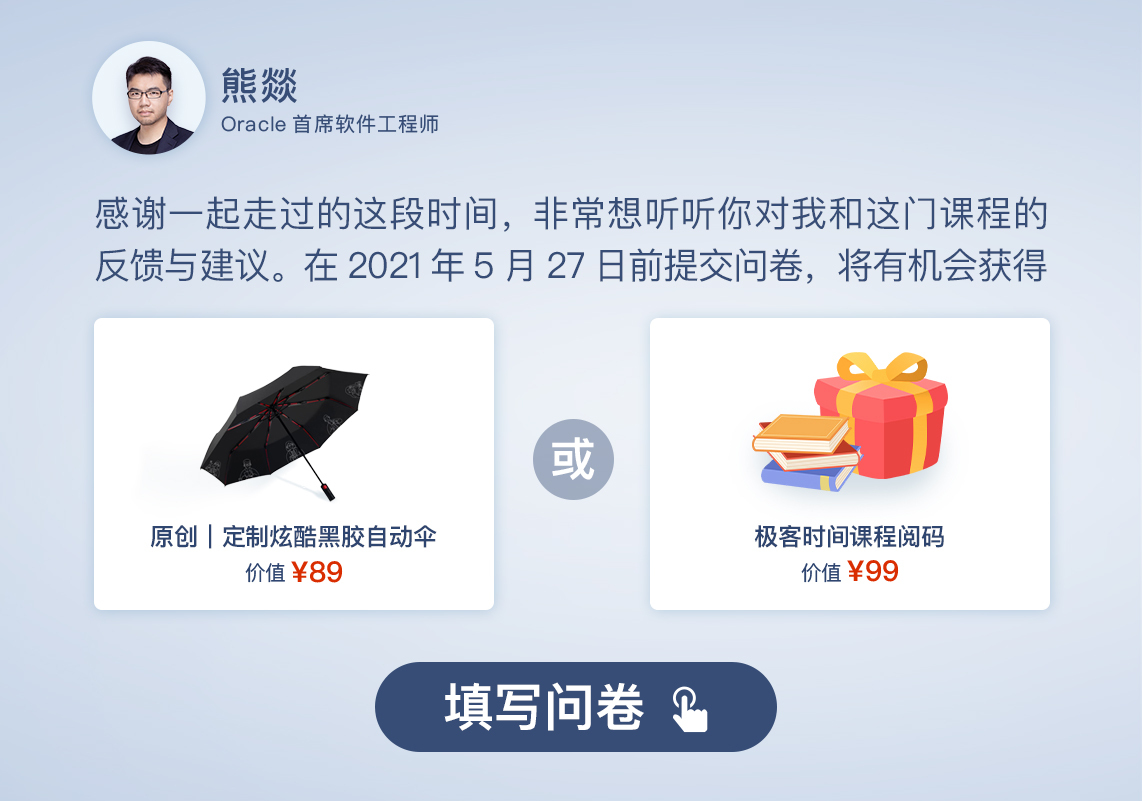 熊燚
Oracle 首席软件工程师
感谢一起走过的这段时间，非常想听听你对我和这门课程的
反馈与建议。在 2021 年 5 月 27 日前提交问卷，将有机会获得
或
原创｜定制炫酷黑胶自动伞
价值 ¥89
极客时间课程阅码
价值 ¥99
填写问卷